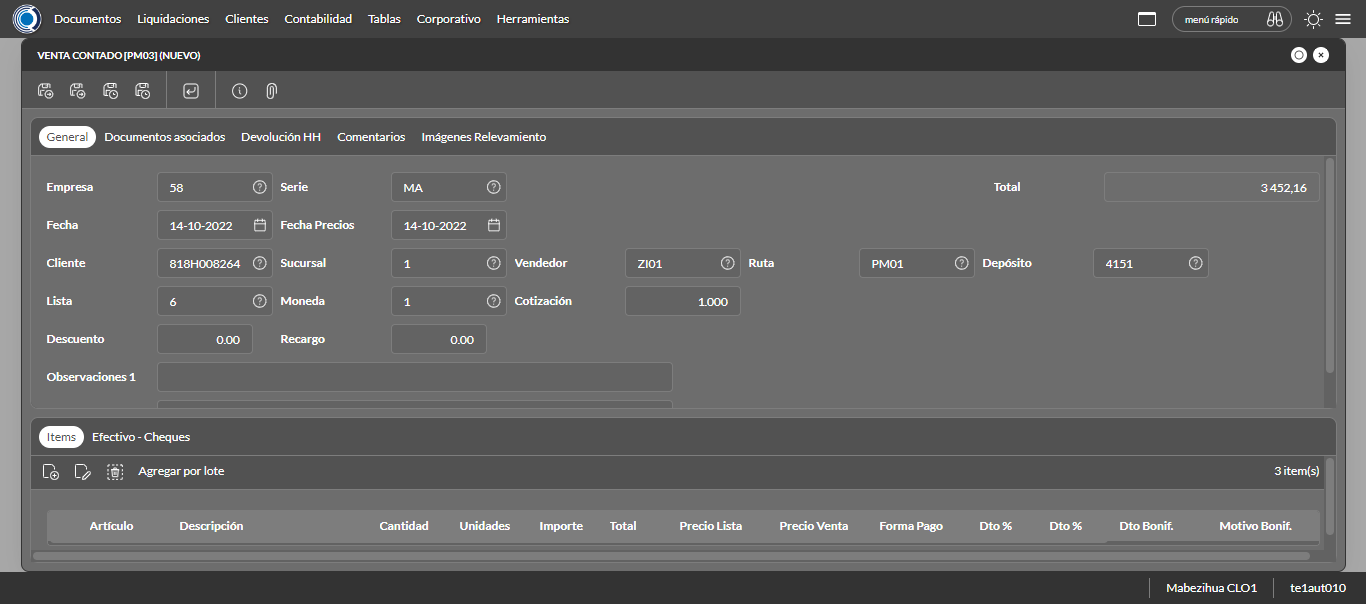 Documentos Liquidaciones Clientes Contabilidad Tablas Corporativo Herramientas menú rápido
VENTA CONTADO [PM03] (NUEVO)
General Documentos asociados Devolución HH Comentarios Imágenes Relevamiento
Empresa 58 Serie MA Total 3 452,16
Fecha 14-10-2022 Fecha Precios 14-10-2022
Cliente 818H008264 Sucursal 1 Vendedor ZI01 Ruta PM01 Depósito 4151
Lista 6 Moneda 1 Cotización 1.000
Descuento 0.00 Recargo 0.00
Observaciones 1
Items Efectivo - Cheques
Agregar por lote 3 item(s)
Artículo Descripción Cantidad Unidades Importe Total Precio Lista Precio Venta Forma Pago Dto % Dto % Dto Bonif. Motivo Bonif.
Mabezihua CLO1 te1aut010